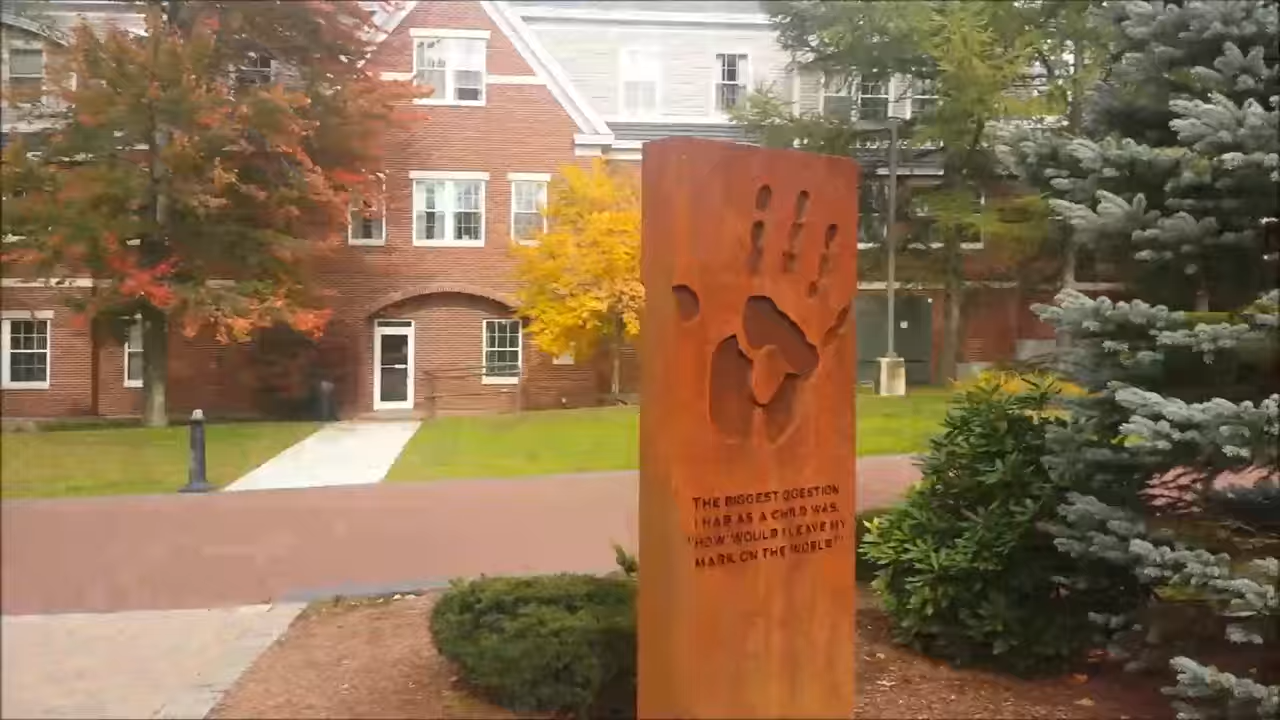 THE BIGGEST QUESTION
I HAD AS A CHILD WAS,
"HOW WOULD I LEAVE MY
MARK ON THE WORLD?"